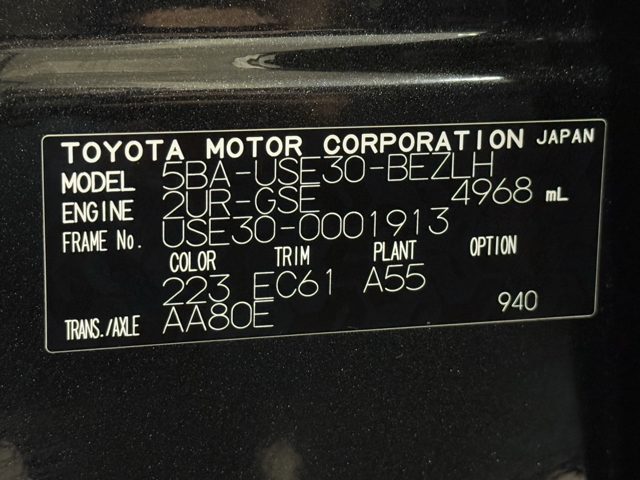 TOYOTA MOTOR CORPORATION JAPAN
MODEL 5BA-USE30-BEZLH
ENGINE 2UR-GSE 4968 mL
FRAME No. USE30-0001913
COLOR TRIM PLANT OPTION
223 EC61 A55
TRANS./AXLE AA80E 940